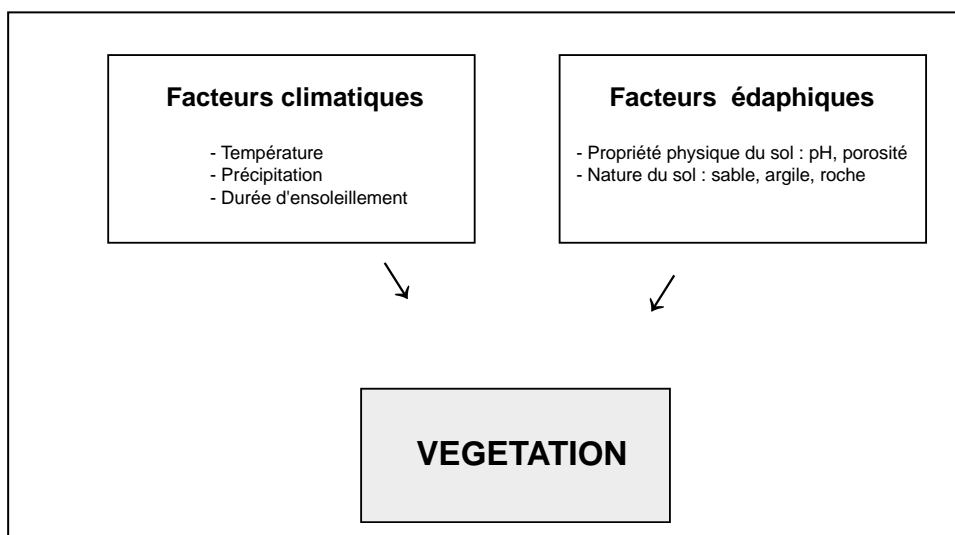 Facteurs climatiques
- Température
- Précipitation
- Durée d'ensoleillement
Facteurs édaphiques
- Propriété physique du sol : pH, porosité
- Nature du sol : sable, argile, roche
VEGETATION